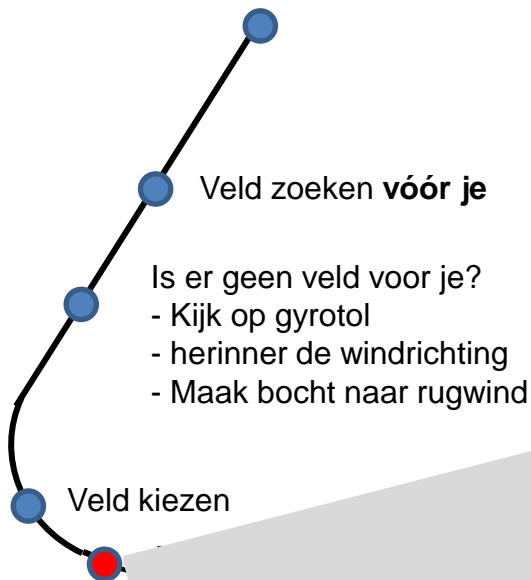 Veld zoeken vóór je
Is er geen veld voor je?
- Kijk op gyrotol
- herinner de windrichting
- Maak bocht naar rugwind
Veld kiezen